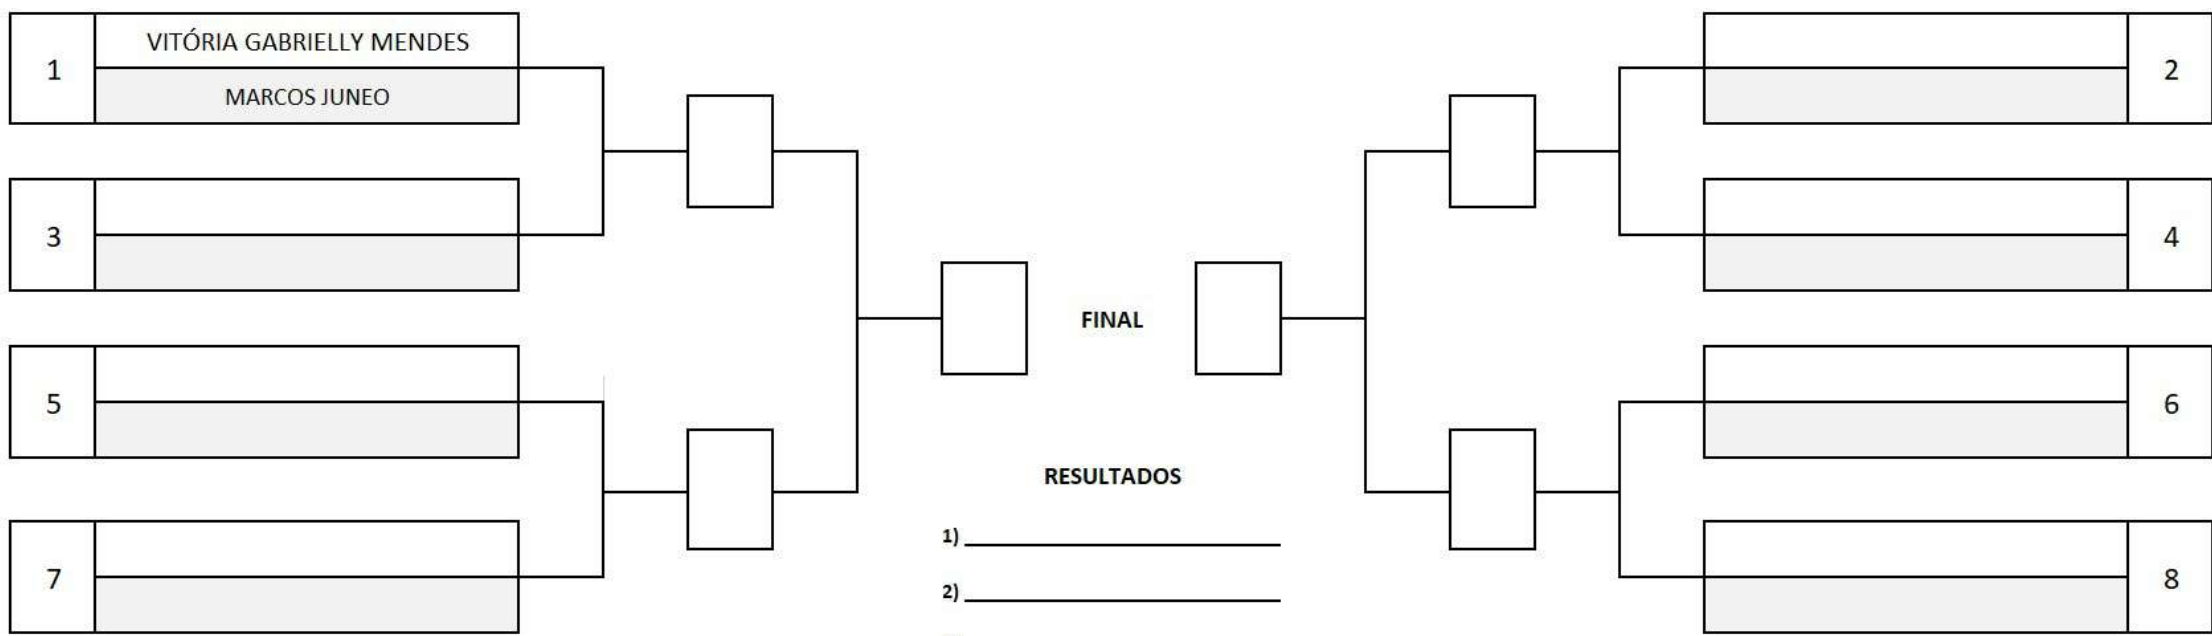 1
VITÓRIA GABRIELLY MENDES
MARCOS JUNEO
2
3
4
FINAL
5
6
RESULTADOS
1)
7
8
2)